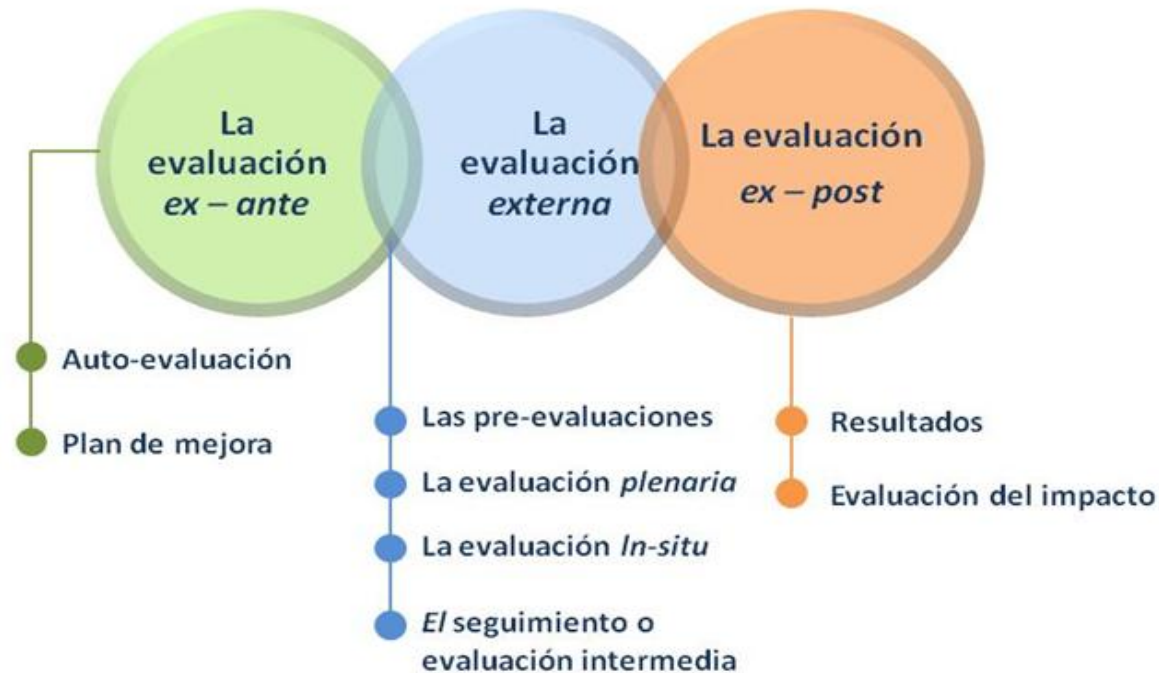 La
evaluación
ex – ante
La
evaluación
externa
La evaluación
ex – post
Auto-evaluación
Plan de mejora
Las pre-evaluaciones
La evaluación plenaria
La evaluación In-situ
El seguimiento o
evaluación intermedia
Resultados
Evaluación del impacto